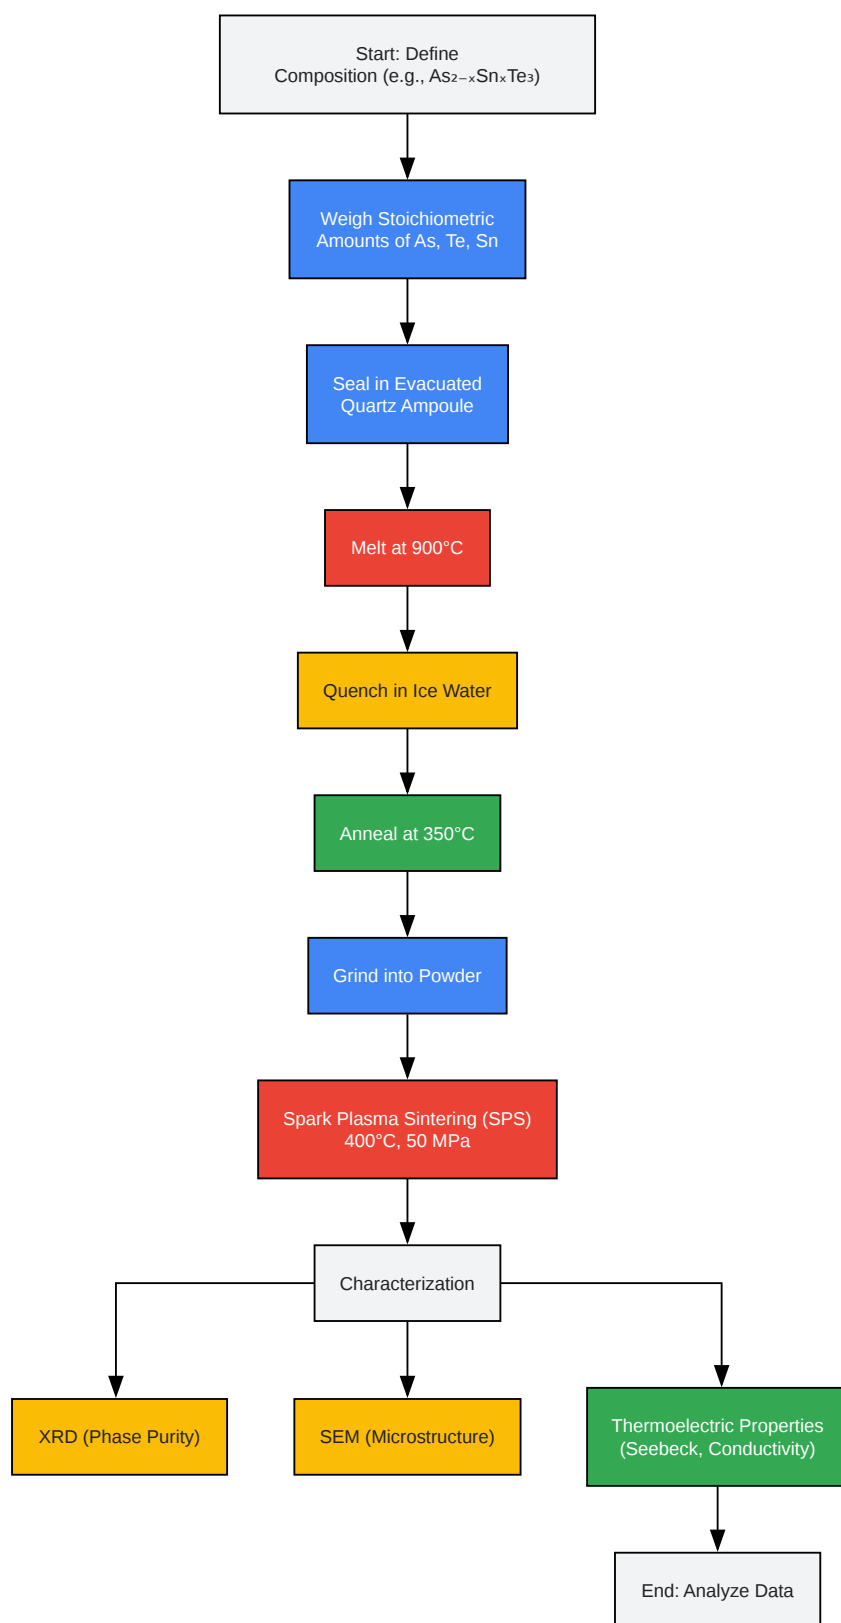 Start: Define
Composition (e.g., As₂₋ₓSnₓTe₃)
Weigh Stoichiometric
Amounts of As, Te, Sn
Seal in Evacuated
Quartz Ampoule
Melt at 900°C
Quench in Ice Water
Anneal at 350°C
Grind into Powder
Spark Plasma Sintering (SPS)
400°C, 50 MPa
Characterization
XRD (Phase Purity)
SEM (Microstructure)
Thermoelectric Properties
(Seebeck, Conductivity)
End: Analyze Data